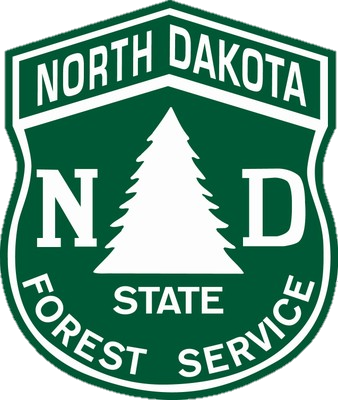 NORTH DAKOTA
N D
STATE
FOREST SERVICE